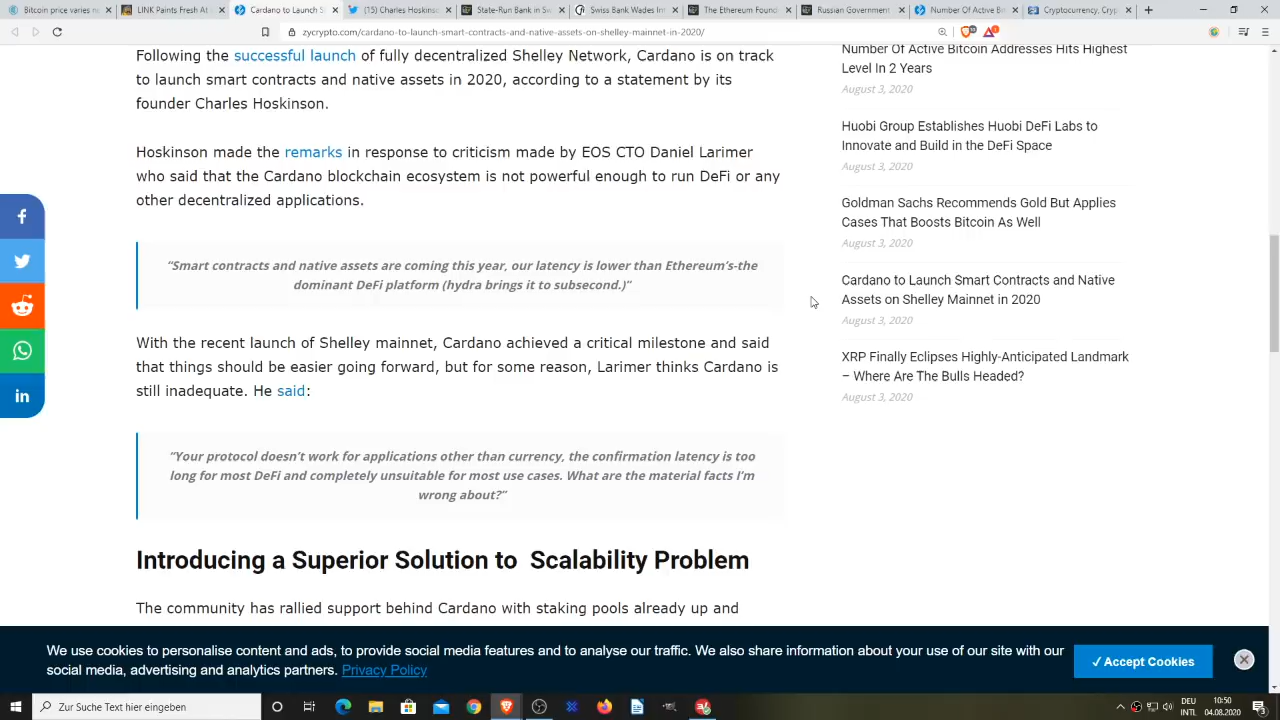 Bitcoin price varies n
LINK Paints Fresh At
Cardano to Launch S
(15) Charles Hoskins
State-Run Bank in Sw
Swiss Bank Wades Int
The Ethereum Found
Russian Government
Number Of Active Bit
Cryptocurrency, Cryp
zycrypto.com/cardano-to-launch-smart-contracts-and-native-assets-on-shelley-mainnet-in-2020/
Following the successful launch of fully decentralized Shelley Network, Cardano is on track
to launch smart contracts and native assets in 2020, according to a statement by its
founder Charles Hoskinson.
Hoskinson made the remarks in response to criticism made by EOS CTO Daniel Larimer
who said that the Cardano blockchain ecosystem is not powerful enough to run DeFi or any
other decentralized applications.
“Smart contracts and native assets are coming this year, our latency is lower than Ethereum’s-the
dominant DeFi platform (hydra brings it to subsecond.)”
With the recent launch of Shelley mainnet, Cardano achieved a critical milestone and said
that things should be easier going forward, but for some reason, Larimer thinks Cardano is
still inadequate. He said:
“Your protocol doesn’t work for applications other than currency, the confirmation latency is too
long for most DeFi and completely unsuitable for most use cases. What are the material facts I’m
wrong about?”
Introducing a Superior Solution to Scalability Problem
The community has rallied support behind Cardano with staking pools already up and
Number Of Active Bitcoin Addresses Hits Highest
Level In 2 Years
August 3, 2020
Huobi Group Establishes Huobi DeFi Labs to
Innovate and Build in the DeFi Space
August 3, 2020
Goldman Sachs Recommends Gold But Applies
Cases That Boosts Bitcoin As Well
August 3, 2020
Cardano to Launch Smart Contracts and Native
Assets on Shelley Mainnet in 2020
August 3, 2020
XRP Finally Eclipses Highly-Anticipated Landmark
– Where Are The Bulls Headed?
August 3, 2020
We use cookies to personalise content and ads, to provide social media features and to analyse our traffic. We also share information about your use of our site with our
social media, advertising and analytics partners. Privacy Policy
✓ Accept Cookies
Zur Suche Text hier eingeben
DEU
INTL
10:50
04.08.2020